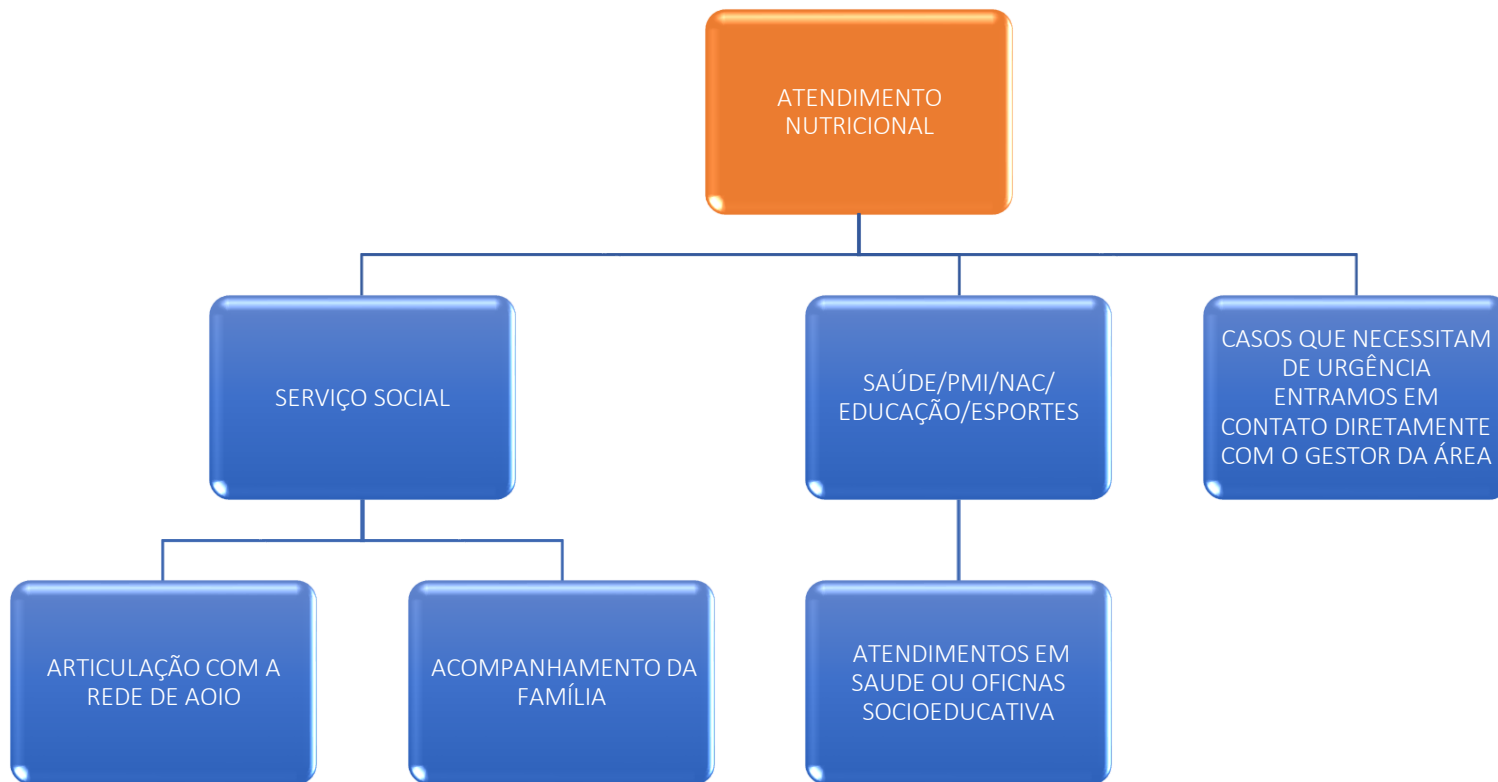 ATENDIMENTO
NUTRICIONAL
SERVIÇO SOCIAL
SAÚDE/PMI/NAC/
EDUCAÇÃO/ESPORTES
CASOS QUE NECESSITAM
DE URGÊNCIA
ENTRAMOS EM
CONTATO DIRETAMENTE
COM O GESTOR DA ÁREA
ARTICULAÇÃO COM A
REDE DE AOIO
ACOMPANHAMENTO DA
FAMÍLIA
ATENDIMENTOS EM
SAUDE OU OFICNAS
SOCIOEDUCATIVA